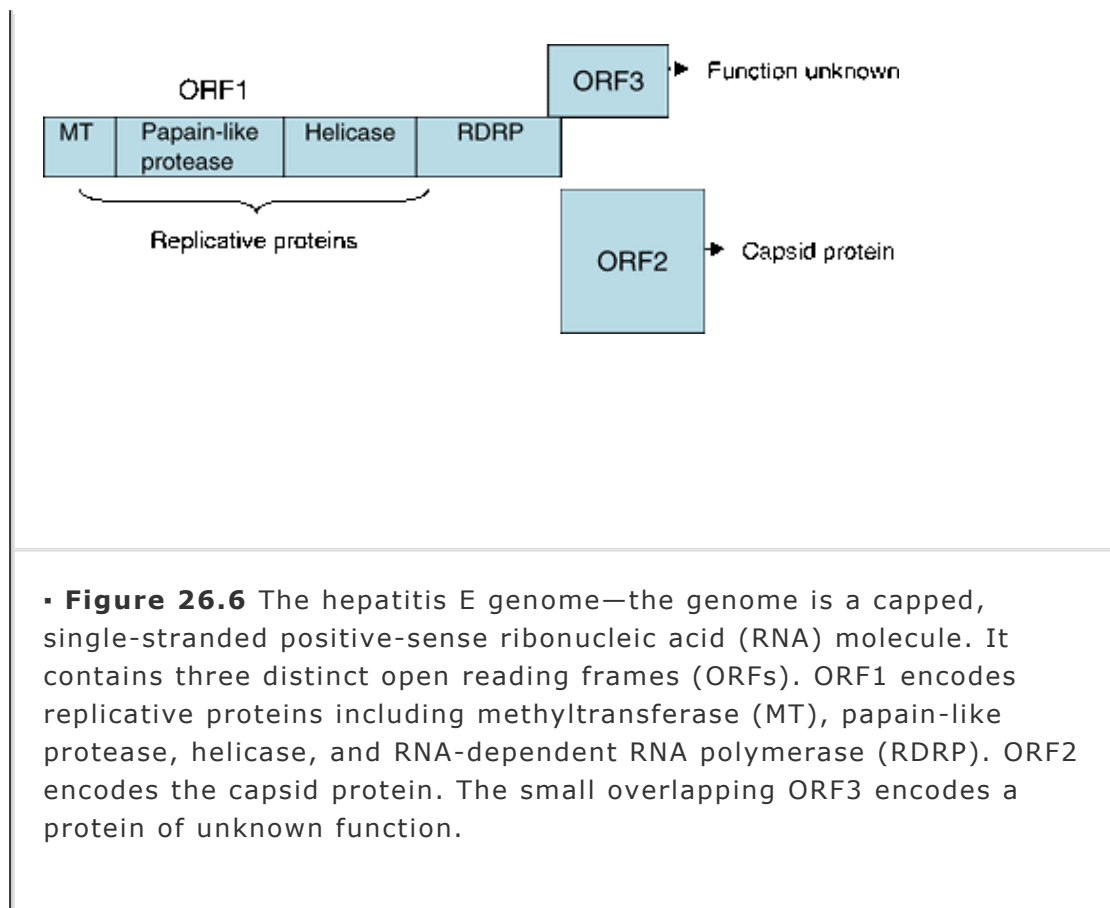 ORF1
ORF3
Function unknown
MT
Papain-like
protease
Helicase
RDRP
Replicative proteins
ORF2
Capsid protein
▪ Figure 26.6 The hepatitis E genome—the genome is a capped,
single-stranded positive-sense ribonucleic acid (RNA) molecule. It
contains three distinct open reading frames (ORFs). ORF1 encodes
replicative proteins including methyltransferase (MT), papain-like
protease, helicase, and RNA-dependent RNA polymerase (RDRP). ORF2
encodes the capsid protein. The small overlapping ORF3 encodes a
protein of unknown function.